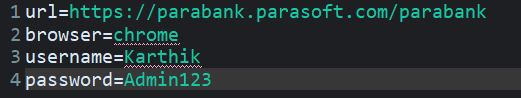 1 url=https://parabank.parasoft.com/parabank
2 browser=chrome
3 username=Karthik
4 password=Admin123